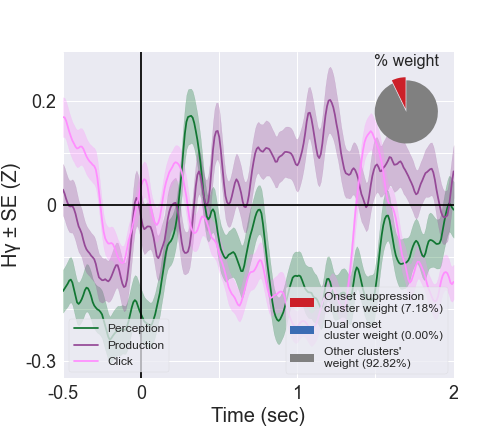 % weight
0.2
0
-0.3
Hγ ± SE (Z)
Perception
Production
Click
Onset suppression
cluster weight (7.18%)
Dual onset
cluster weight (0.00%)
Other clusters'
weight (92.82%)
-0.5
0
1
2
Time (sec)